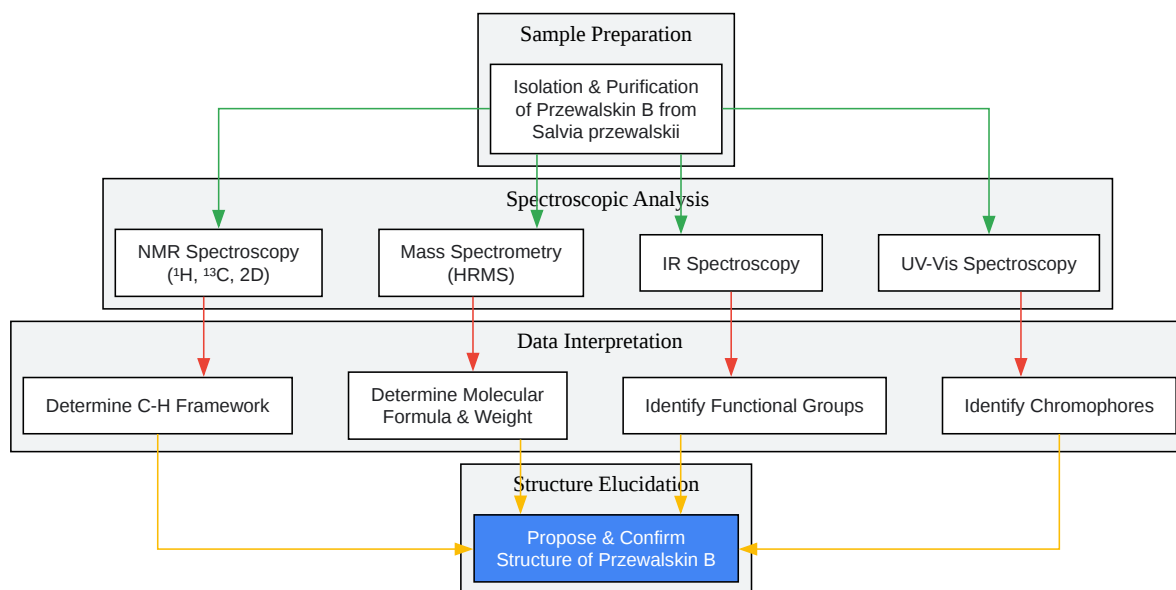 Sample Preparation
Isolation & Purification
of Przewalskin B from
Salvia przewalskii
Spectroscopic Analysis
NMR Spectroscopy
(¹H, ¹³C, 2D)
Mass Spectrometry
(HRMS)
IR Spectroscopy
UV-Vis Spectroscopy
Data Interpretation
Determine C-H Framework
Determine Molecular
Formula & Weight
Identify Functional Groups
Identify Chromophores
Structure Elucidation
Propose & Confirm
Structure of Przewalskin B